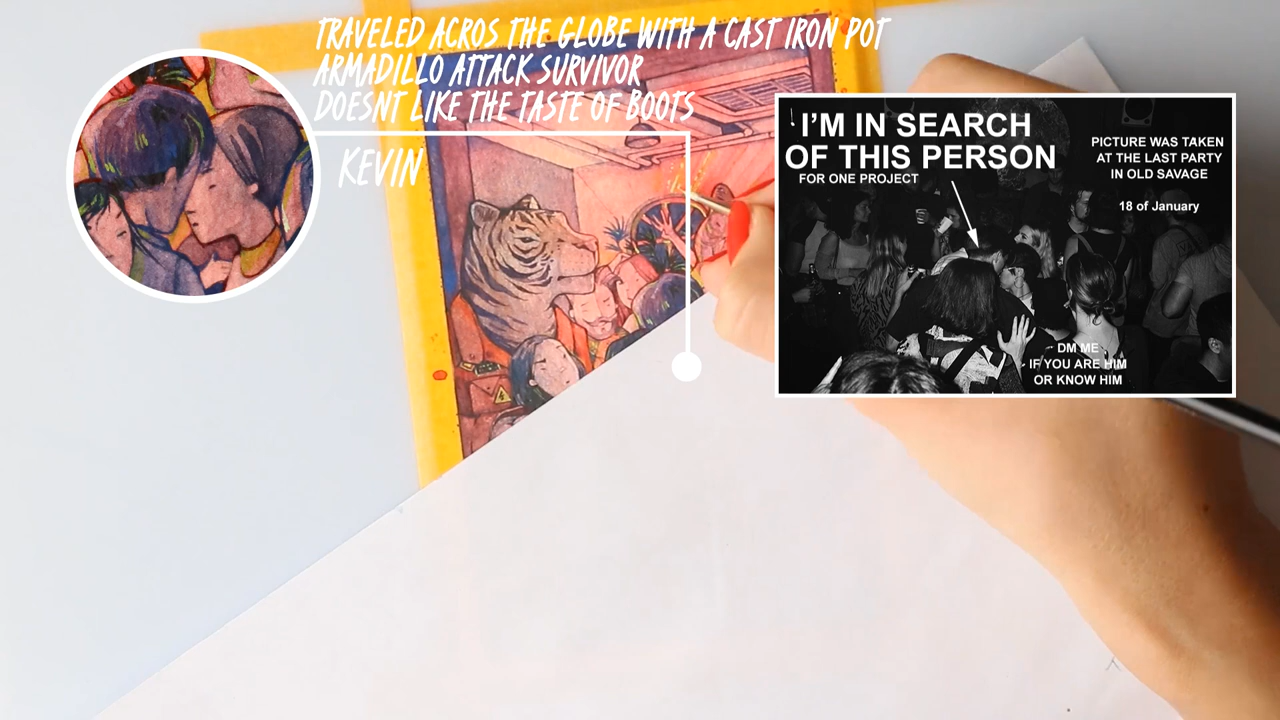 TRAVELED ACROS THE GLOBE WITH A CAST IRON POT
ARMADILLO ATTACK SURVIVOR
DOESNT LIKE THE TASTE OF BOOTS
KEVIN
I'M IN SEARCH
OF THIS PERSON
FOR ONE PROJECT
PICTURE WAS TAKEN
AT THE LAST PARTY
IN OLD SAVAGE
18 of January
DM ME
IF YOU ARE HIM
OR KNOW HIM